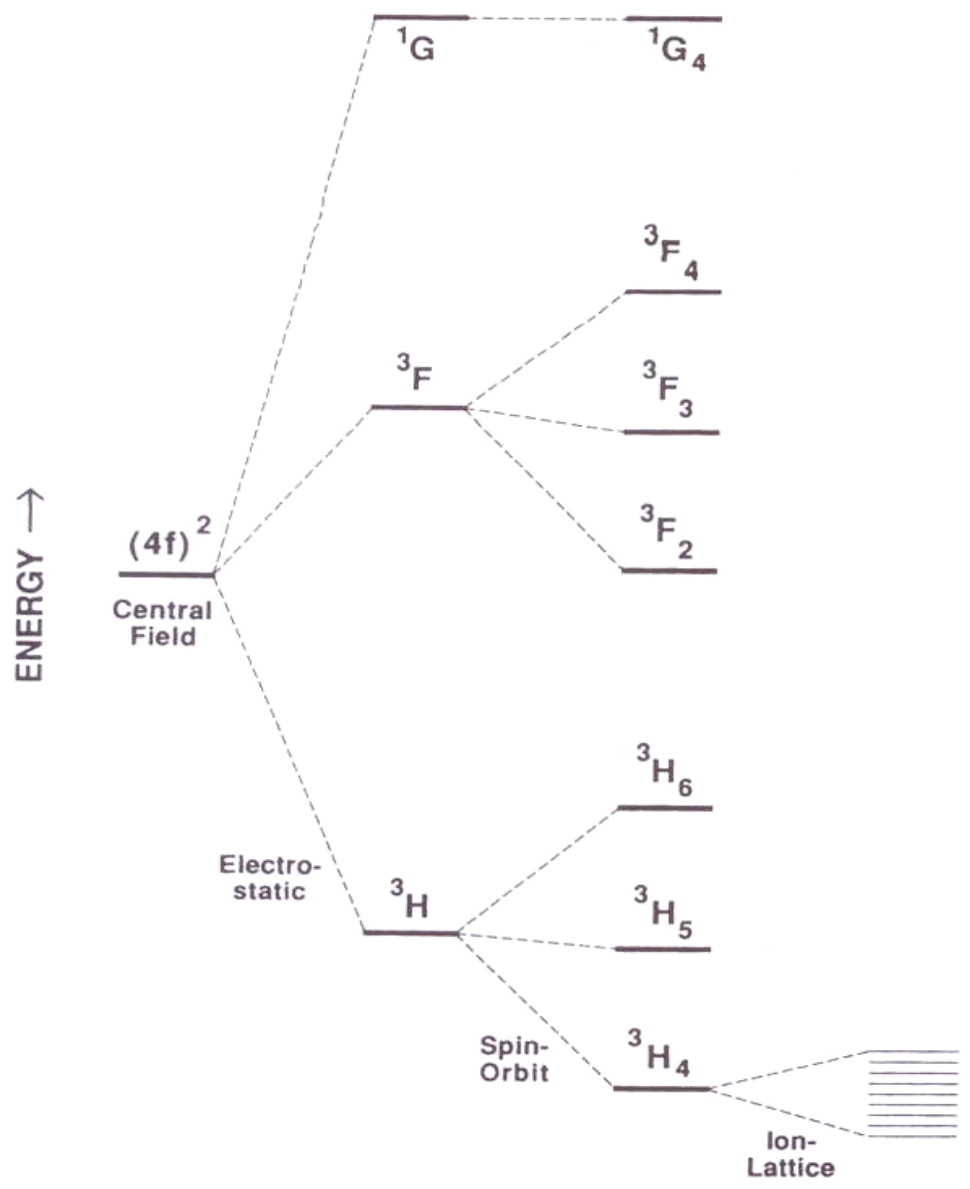 ¹G
¹G₄
³F₄
³F
³F₃
(4f)²
³F₂
Central
Field
ENERGY →
³H₆
Electro-
static
³H
³H₅
Spin-
Orbit
³H₄
Ion-
Lattice